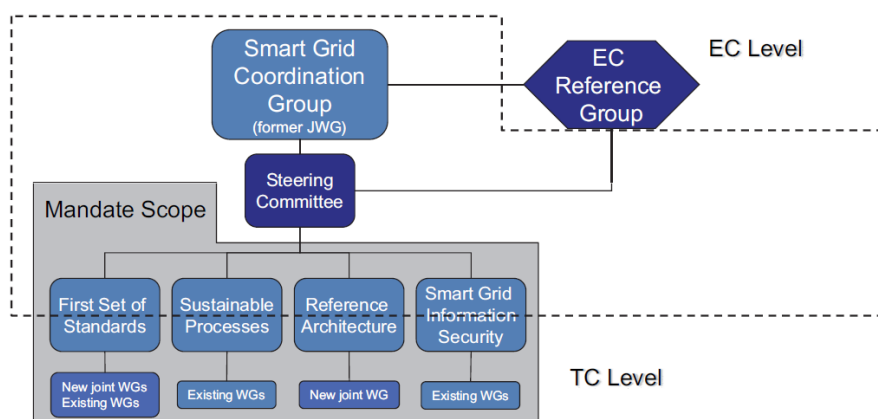 Smart Grid
Coordination
Group
(former JWG)
EC
Reference
Group
EC Level
Steering
Committee
Mandate Scope
First Set of
Standards
Sustainable
Processes
Reference
Architecture
Smart Grid
Information
Security
New joint WGs
Existing WGs
Existing WGs
New joint WG
Existing WGs
TC Level